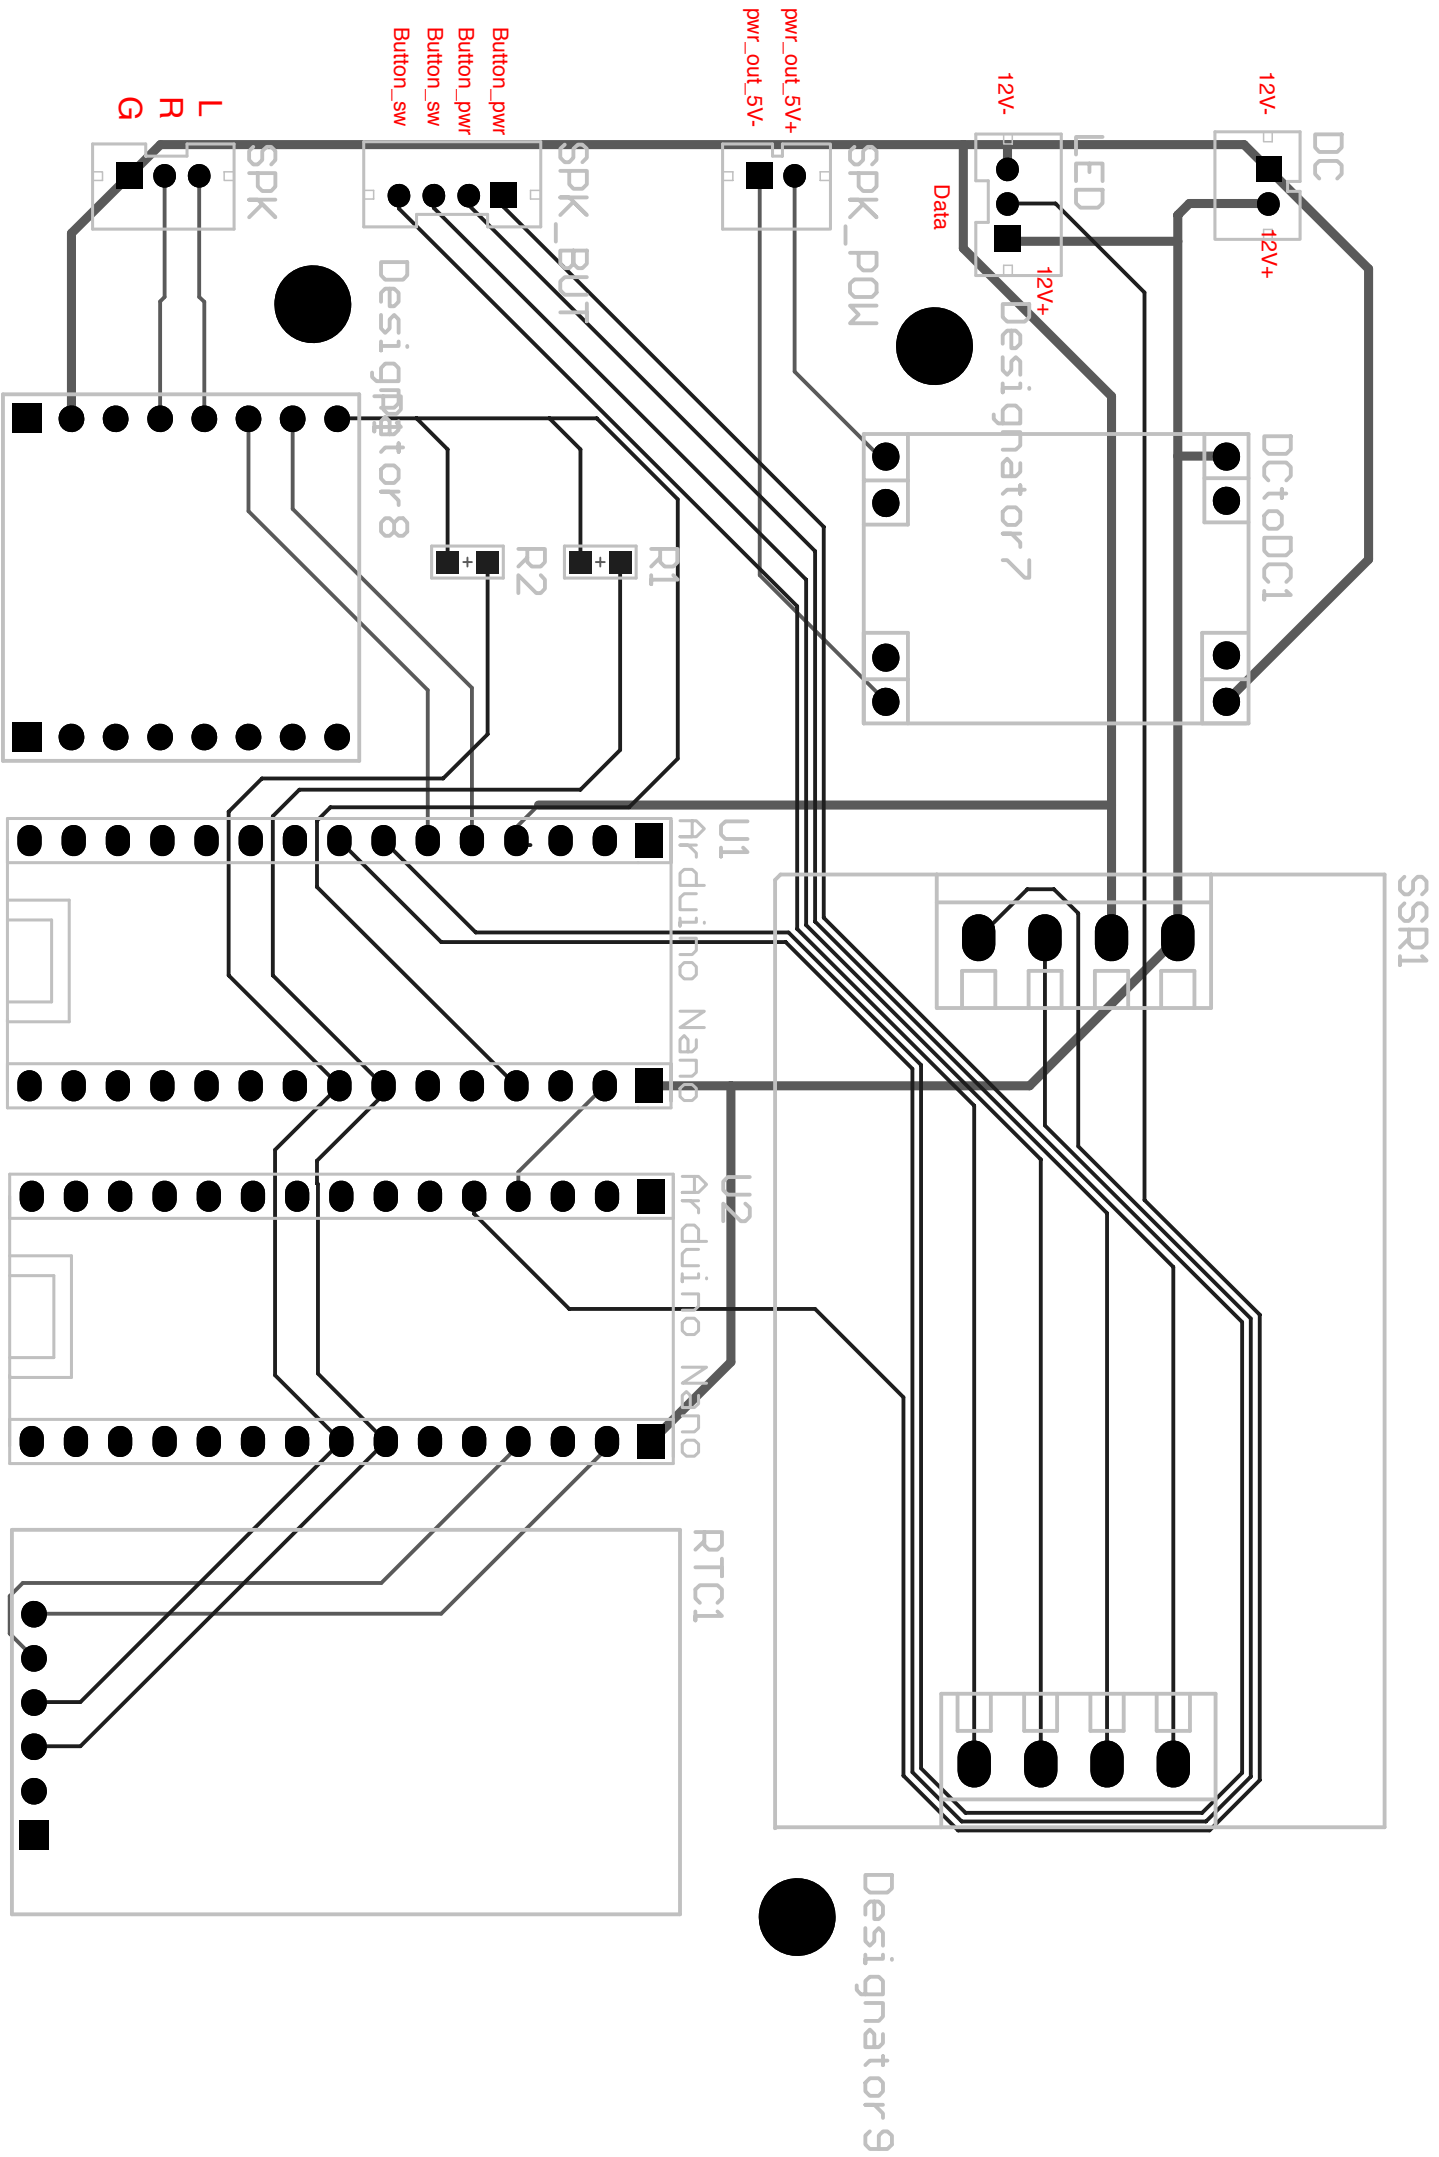 G
R
L
Button_sw
Button_sw
Button_pwr
Button_pwr
pwr_out_5V-
pwr_out_5V+
12V-
12V-
SPK
SPK_BUT
SPK_POW
LED
DC
Data
12V+
12V+
Designator8
Designator7
DCtoDC1
R2
+
R1
+
U1
Arduino Nano
SSR1
U2
Arduino Nano
RTC1
Designator9